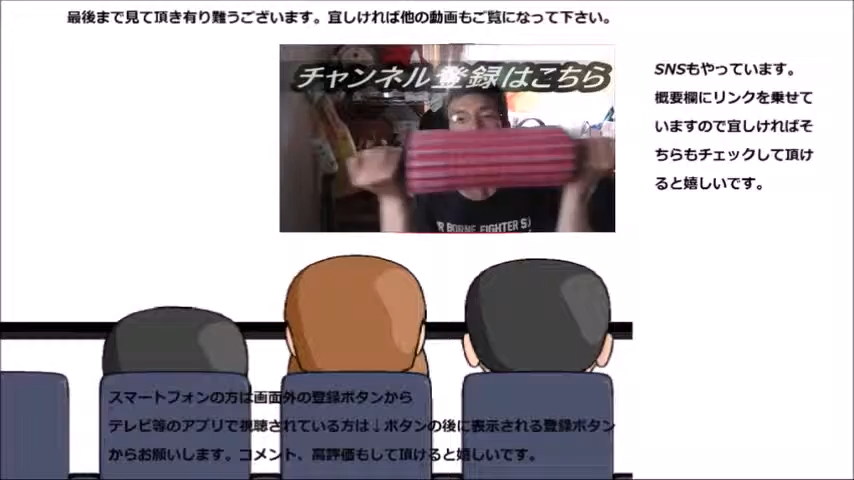 最後まで見て頂き有り難うございます。宜しければ他の動画もご覧になって下さい。
チャンネル登録はこちら
SNSもやっています。
概要欄にリンクを乗せて
いますので宜しければそ
ちらもチェックして頂け
ると嬉しいです。
BORNE FIGHTER
スマートフォンの方は画面外の登録ボタンから
テレビ等のアプリで視聴されている方は↓ボタンの後に表示される登録ボタン
からお願いします。コメント、高評価もして頂けると嬉しいです。